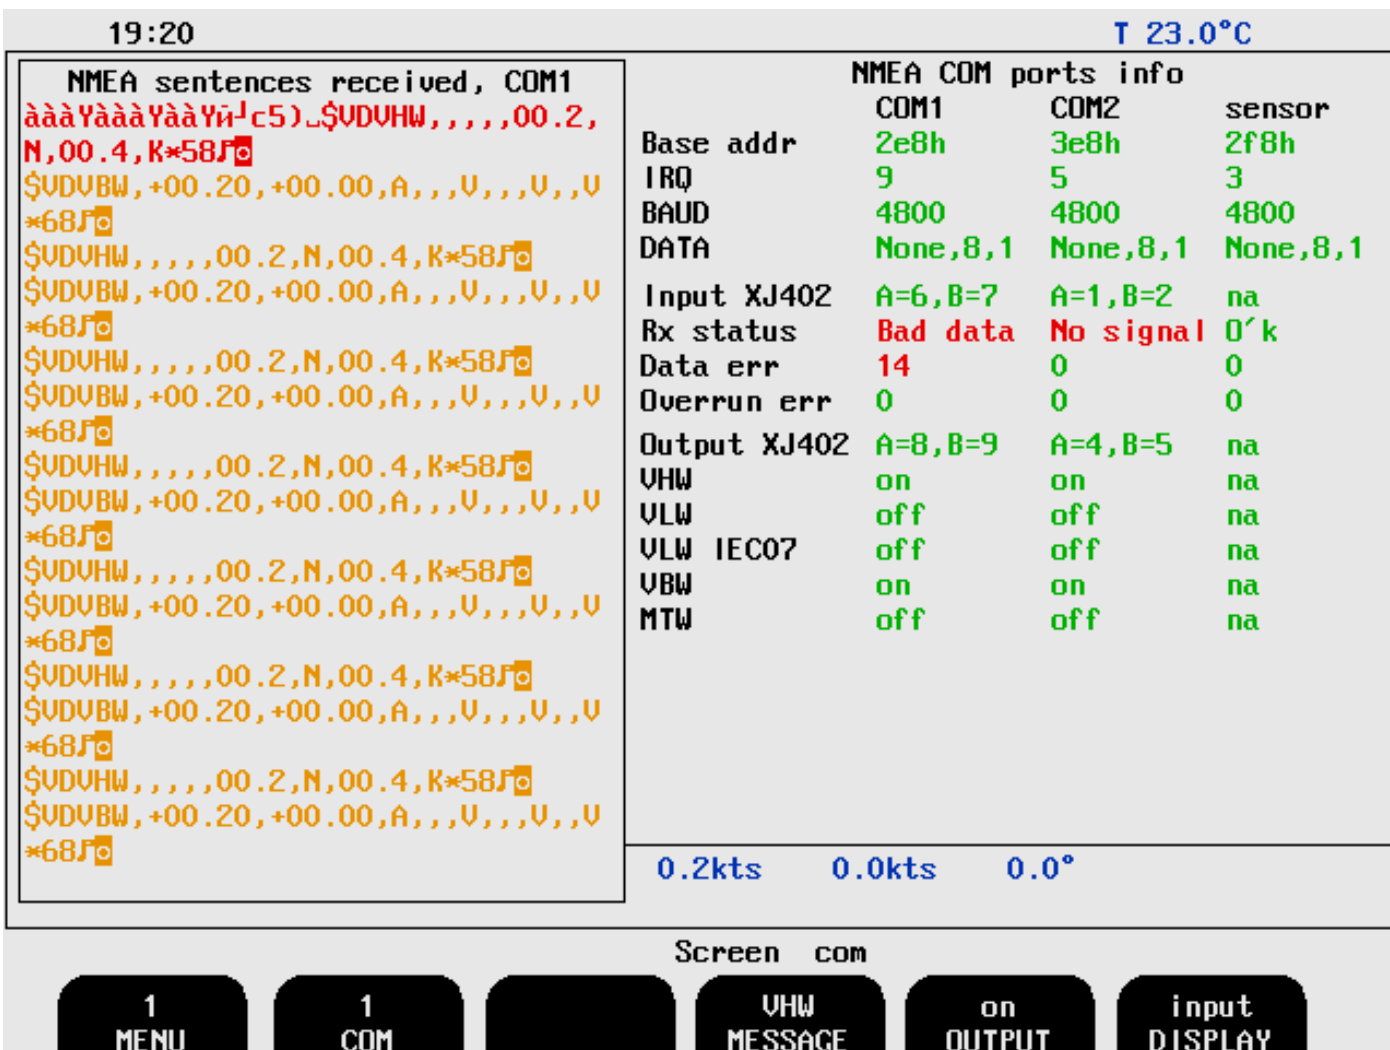 19:20 T 23.0°C
NMEA sentences received, COM1
àààYàààYààYй┘c5)⌴$VDVHW,,,,,00.2,
N,00.4,K*58♪◙
$VDVBW,+00.20,+00.00,A,,,V,,,V,,V
*68♪◙
$VDVHW,,,,,00.2,N,00.4,K*58♪◙
$VDVBW,+00.20,+00.00,A,,,V,,,V,,V
*68♪◙
$VDVHW,,,,,00.2,N,00.4,K*58♪◙
$VDVBW,+00.20,+00.00,A,,,V,,,V,,V
*68♪◙
$VDVHW,,,,,00.2,N,00.4,K*58♪◙
$VDVBW,+00.20,+00.00,A,,,V,,,V,,V
*68♪◙
$VDVHW,,,,,00.2,N,00.4,K*58♪◙
$VDVBW,+00.20,+00.00,A,,,V,,,V,,V
*68♪◙
$VDVHW,,,,,00.2,N,00.4,K*58♪◙
$VDVBW,+00.20,+00.00,A,,,V,,,V,,V
*68♪◙
$VDVHW,,,,,00.2,N,00.4,K*58♪◙
$VDVBW,+00.20,+00.00,A,,,V,,,V,,V
*68♪◙
NMEA COM ports info
COM1 COM2 sensor
Base addr 2e8h 3e8h 2f8h
IRQ 9 5 3
BAUD 4800 4800 4800
DATA None,8,1 None,8,1 None,8,1
Input XJ402 A=6,B=7 A=1,B=2 na
Rx status Bad data No signal O´k
Data err 14 0 0
Overrun err 0 0 0
Output XJ402 A=8,B=9 A=4,B=5 na
VHW on on na
VLW off off na
VLW IEC07 off off na
VBW on on na
MTW off off na
0.2kts 0.0kts 0.0°
Screen com
1 1 VHW on input
MENU COM MESSAGE OUTPUT DISPLAY